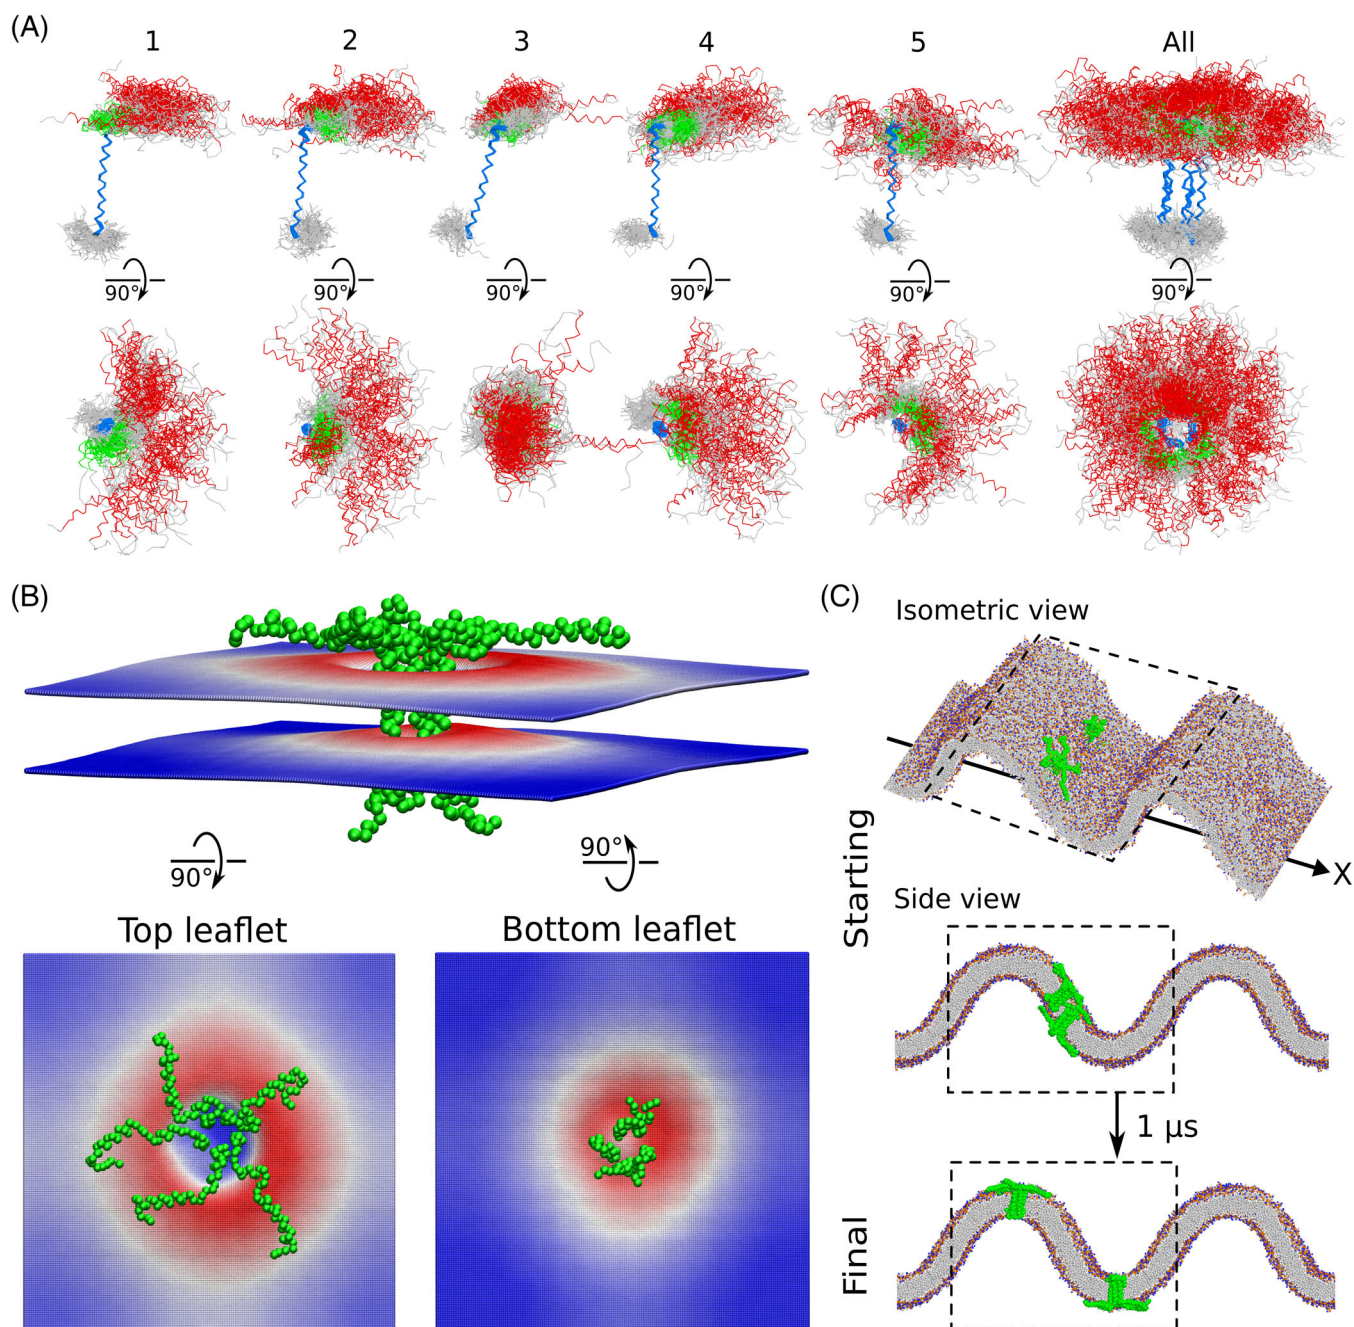 (A)
1 2 3 4 5 All
90° 90° 90° 90° 90° 90°
(B)
90° 90°
Top leaflet
Bottom leaflet
(C)
Isometric view
X
Starting
Side view
1 µs
Final